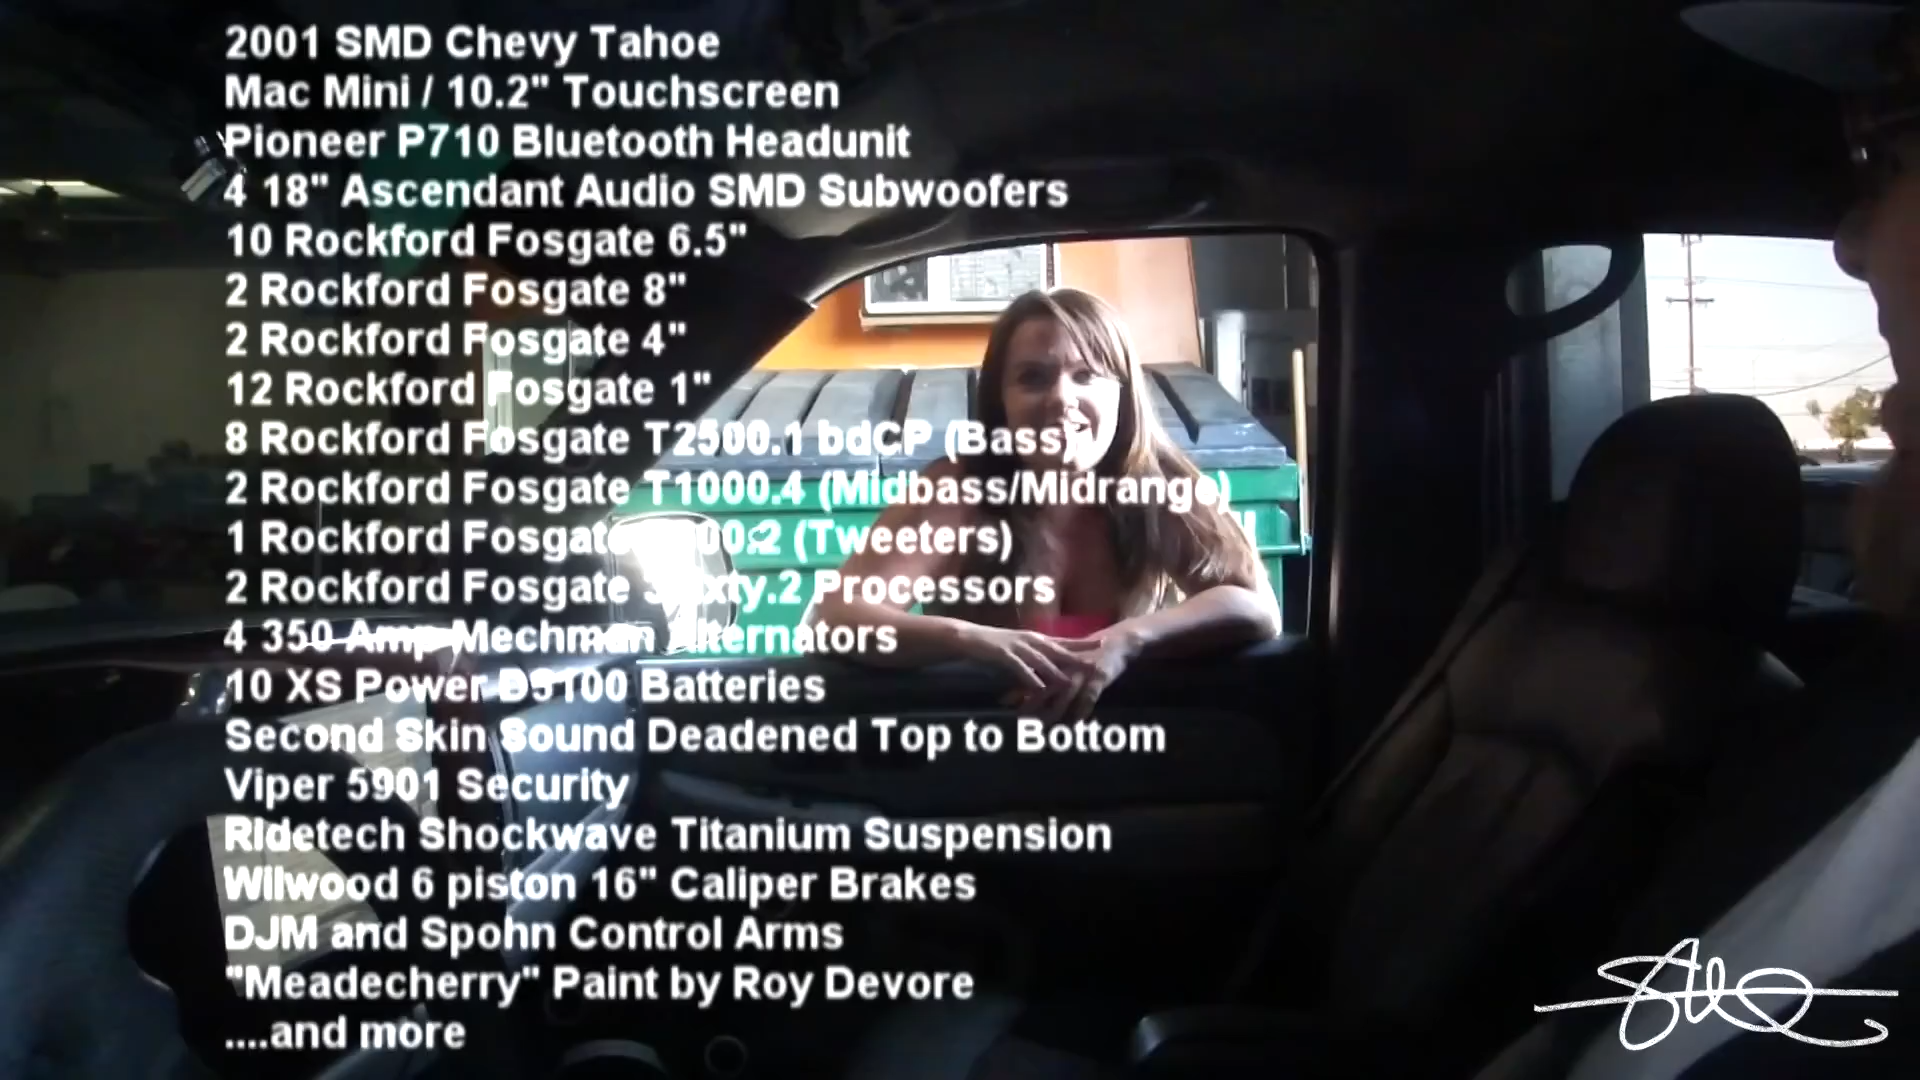 2001 SMD Chevy Tahoe
Mac Mini / 10.2" Touchscreen
Pioneer P710 Bluetooth Headunit
4 18" Ascendant Audio SMD Subwoofers
10 Rockford Fosgate 6.5"
2 Rockford Fosgate 8"
2 Rockford Fosgate 4"
12 Rockford Fosgate 1"
8 Rockford Fosgate T2500.1 bdCP (Bass)
2 Rockford Fosgate T1000.4 (Midbass/Midrange)
1 Rockford Fosgate (Tweeters)
2 Rockford Fosgate Processors
4 350 Amp Mechman Alternators
10 XS Power D5100 Batteries
Second Skin Sound Deadened Top to Bottom
Viper 5901 Security
Ridetech Shockwave Titanium Suspension
Wilwood 6 piston 16" Caliper Brakes
DJM and Spohn Control Arms
"Meadecherry" Paint by Roy Devore
....and more